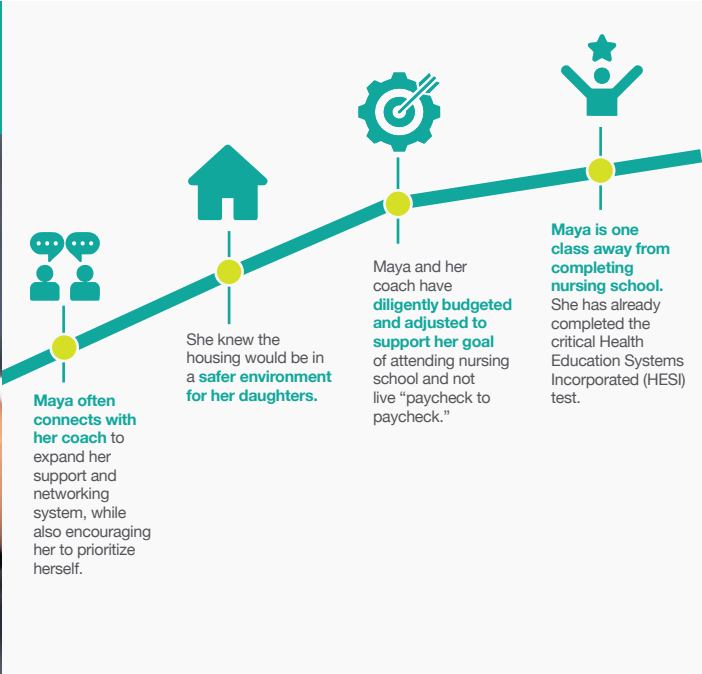 Maya often
connects with
her coach to
expand her
support and
networking
system, while
also encouraging
her to prioritize
herself.
She knew the
housing would be in
a safer environment
for her daughters.
Maya and her
coach have
diligently budgeted
and adjusted to
support her goal
of attending nursing
school and not
live “paycheck to
paycheck.”
Maya is one
class away from
completing
nursing school.
She has already
completed the
critical Health
Education Systems
Incorporated (HESI)
test.